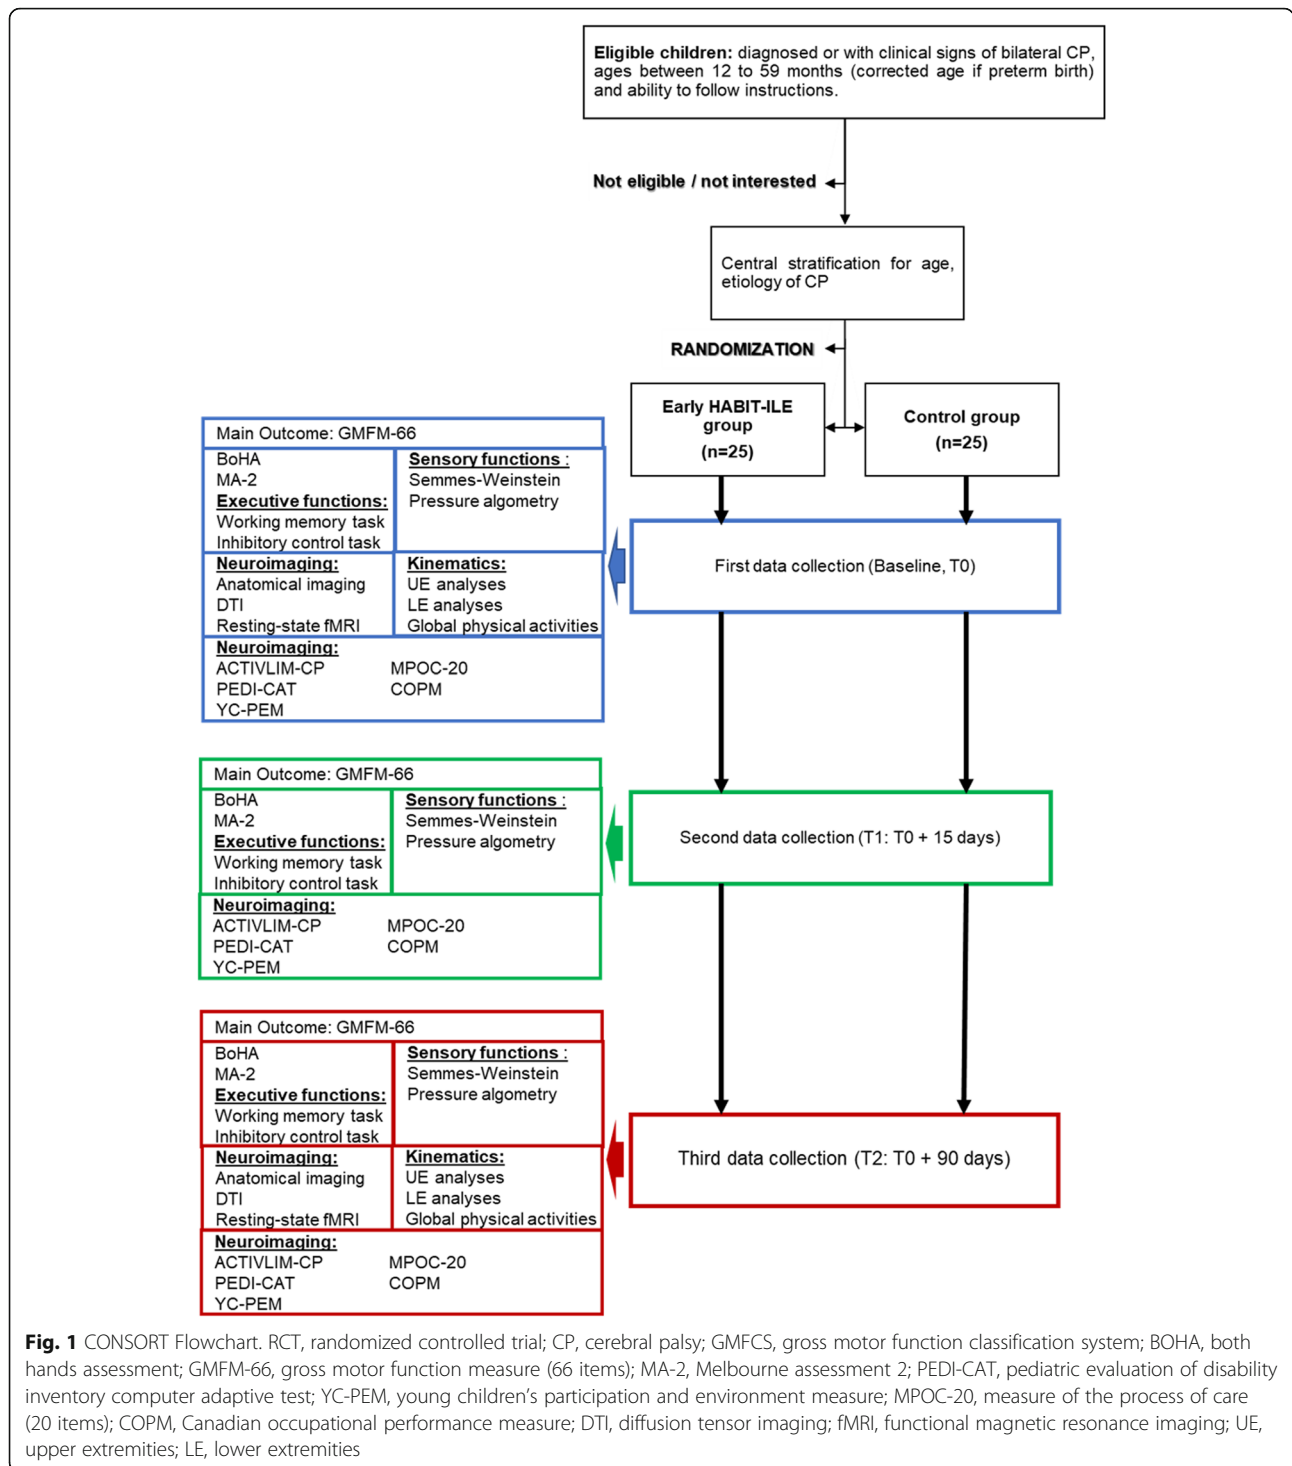 Eligible children: diagnosed or with clinical signs of bilateral CP,
ages between 12 to 59 months (corrected age if preterm birth)
and ability to follow instructions.
Not eligible / not interested
Central stratification for age,
etiology of CP
RANDOMIZATION
Early HABIT-ILE
group
(n=25)
Control group
(n=25)
Main Outcome: GMFM-66
BoHA
MA-2
Executive functions:
Working memory task
Inhibitory control task
Sensory functions :
Semmes-Weinstein
Pressure algometry
Neuroimaging:
Anatomical imaging
DTI
Resting-state fMRI
Kinematics:
UE analyses
LE analyses
Global physical activities
Neuroimaging:
ACTIVLIM-CP MPOC-20
PEDI-CAT COPM
YC-PEM
First data collection (Baseline, T0)
Main Outcome: GMFM-66
BoHA
MA-2
Executive functions:
Working memory task
Inhibitory control task
Sensory functions :
Semmes-Weinstein
Pressure algometry
Neuroimaging:
ACTIVLIM-CP MPOC-20
PEDI-CAT COPM
YC-PEM
Second data collection (T1: T0 + 15 days)
Main Outcome: GMFM-66
BoHA
MA-2
Executive functions:
Working memory task
Inhibitory control task
Sensory functions :
Semmes-Weinstein
Pressure algometry
Neuroimaging:
Anatomical imaging
DTI
Resting-state fMRI
Kinematics:
UE analyses
LE analyses
Global physical activities
Neuroimaging:
ACTIVLIM-CP MPOC-20
PEDI-CAT COPM
YC-PEM
Third data collection (T2: T0 + 90 days)
Fig. 1 CONSORT Flowchart. RCT, randomized controlled trial; CP, cerebral palsy; GMFCS, gross motor function classification system; BOHA, both
hands assessment; GMFM-66, gross motor function measure (66 items); MA-2, Melbourne assessment 2; PEDI-CAT, pediatric evaluation of disability
inventory computer adaptive test; YC-PEM, young children's participation and environment measure; MPOC-20, measure of the process of care
(20 items); COPM, Canadian occupational performance measure; DTI, diffusion tensor imaging; fMRI, functional magnetic resonance imaging; UE,
upper extremities; LE, lower extremities